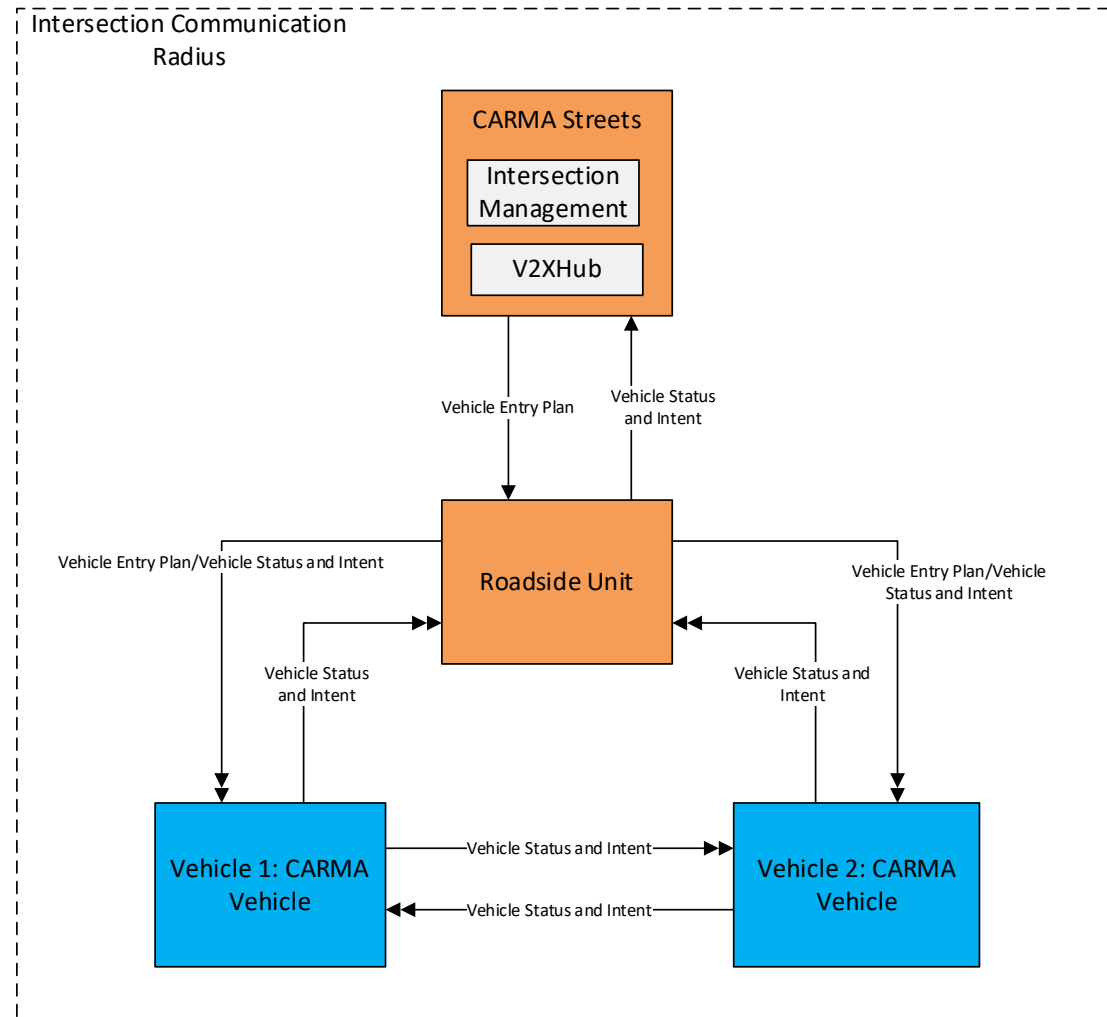 Intersection Communication
Radius
CARMA Streets
Intersection
Management
V2XHub
Vehicle Entry Plan
Vehicle Status
and Intent
Vehicle Entry Plan/Vehicle Status and Intent
Roadside Unit
Vehicle Entry Plan/Vehicle
Status and Intent
Vehicle Status
and Intent
Vehicle Status and
Intent
Vehicle 1: CARMA
Vehicle
Vehicle Status and Intent
Vehicle Status and Intent
Vehicle 2: CARMA
Vehicle